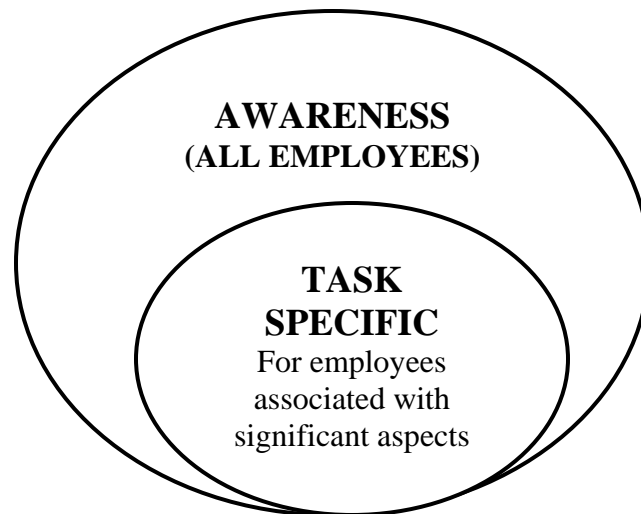 AWARENESS
(ALL EMPLOYEES)
TASK
SPECIFIC
For employees
associated with
significant aspects